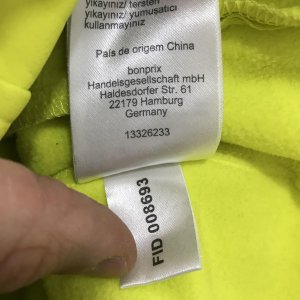 yıkayınız/ tersten
yıkayınız/ yumuşatıcı
kullanmayınız
País de origem China
bonprix
Handelsgesellschaft mbH
Haldesdorfer Str. 61
22179 Hamburg
Germany
13326233
FID 008693